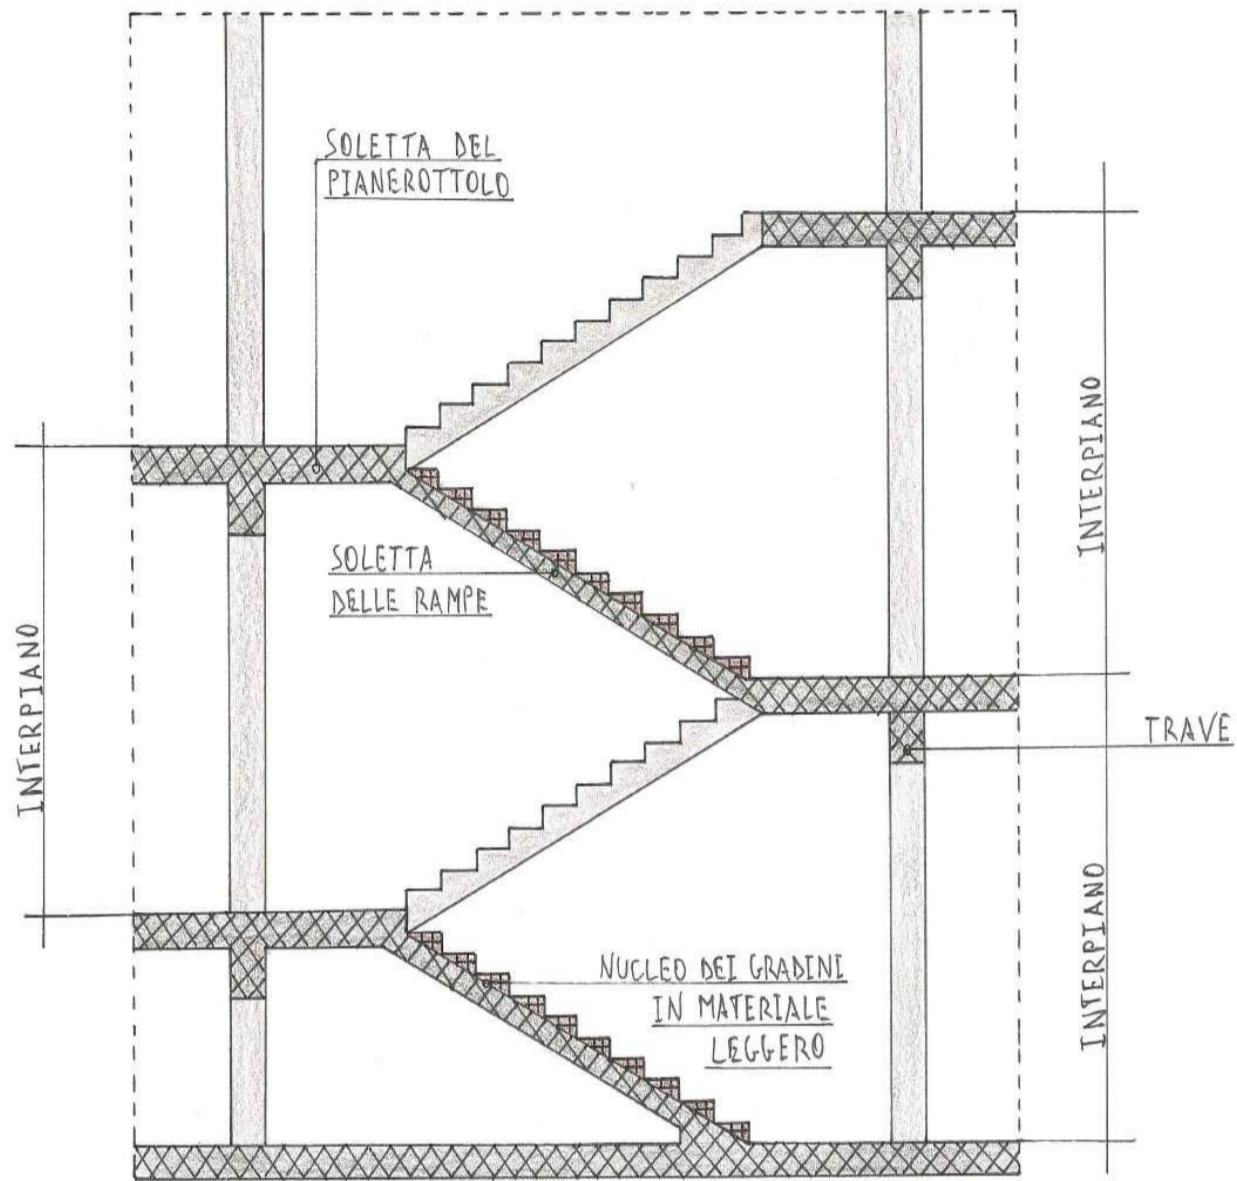 SOLETTA DEL
PIANEROTTOLO
INTERPIANO
SOLETTA
DELLE RAMPE
INTERPIANO
TRAVE
NUCLEO DEI GRADINI
IN MATERIALE
LEGGERO
INTERPIANO